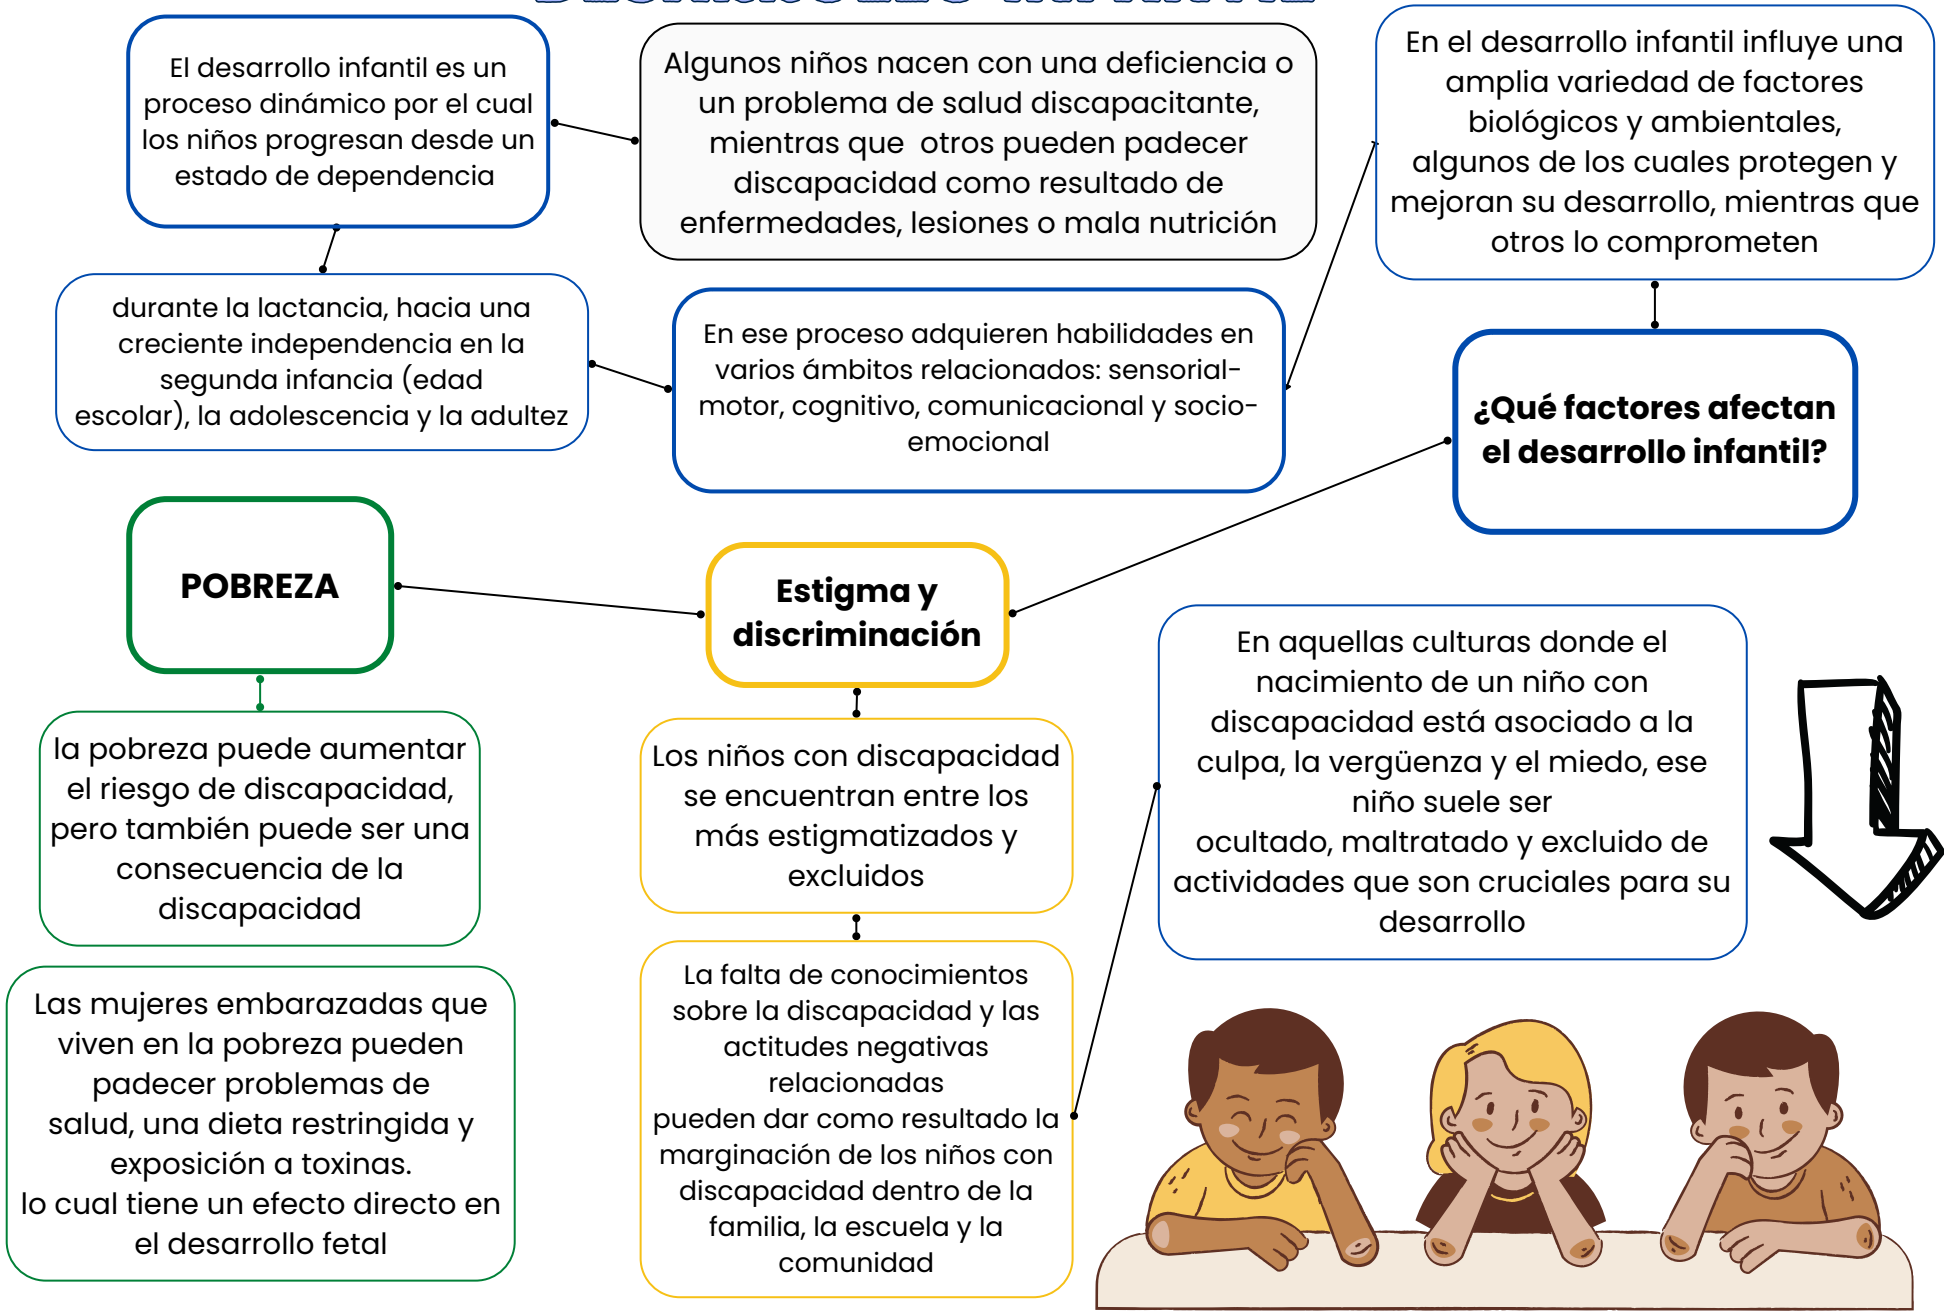 El desarrollo infantil es un
proceso dinámico por el cual
los niños progresan desde un
estado de dependencia
Algunos niños nacen con una deficiencia o
un problema de salud discapacitante,
mientras que otros pueden padecer
discapacidad como resultado de
enfermedades, lesiones o mala nutrición
En el desarrollo infantil influye una
amplia variedad de factores
biológicos y ambientales,
algunos de los cuales protegen y
mejoran su desarrollo, mientras que
otros lo comprometen
durante la lactancia, hacia una
creciente independencia en la
segunda infancia (edad
escolar), la adolescencia y la adultez
En ese proceso adquieren habilidades en
varios ámbitos relacionados: sensorial-
motor, cognitivo, comunicacional y socio-
emocional
¿Qué factores afectan
el desarrollo infantil?
POBREZA
Estigma y
discriminación
la pobreza puede aumentar
el riesgo de discapacidad,
pero también puede ser una
consecuencia de la
discapacidad
Las mujeres embarazadas que
viven en la pobreza pueden
padecer problemas de
salud, una dieta restringida y
exposición a toxinas.
lo cual tiene un efecto directo en
el desarrollo fetal
Los niños con discapacidad
se encuentran entre los
más estigmatizados y
excluidos
La falta de conocimientos
sobre la discapacidad y las
actitudes negativas
relacionadas
pueden dar como resultado la
marginación de los niños con
discapacidad dentro de la
familia, la escuela y la
comunidad
En aquellas culturas donde el
nacimiento de un niño con
discapacidad está asociado a la
culpa, la vergüenza y el miedo, ese
niño suele ser
ocultado, maltratado y excluido de
actividades que son cruciales para su
desarrollo